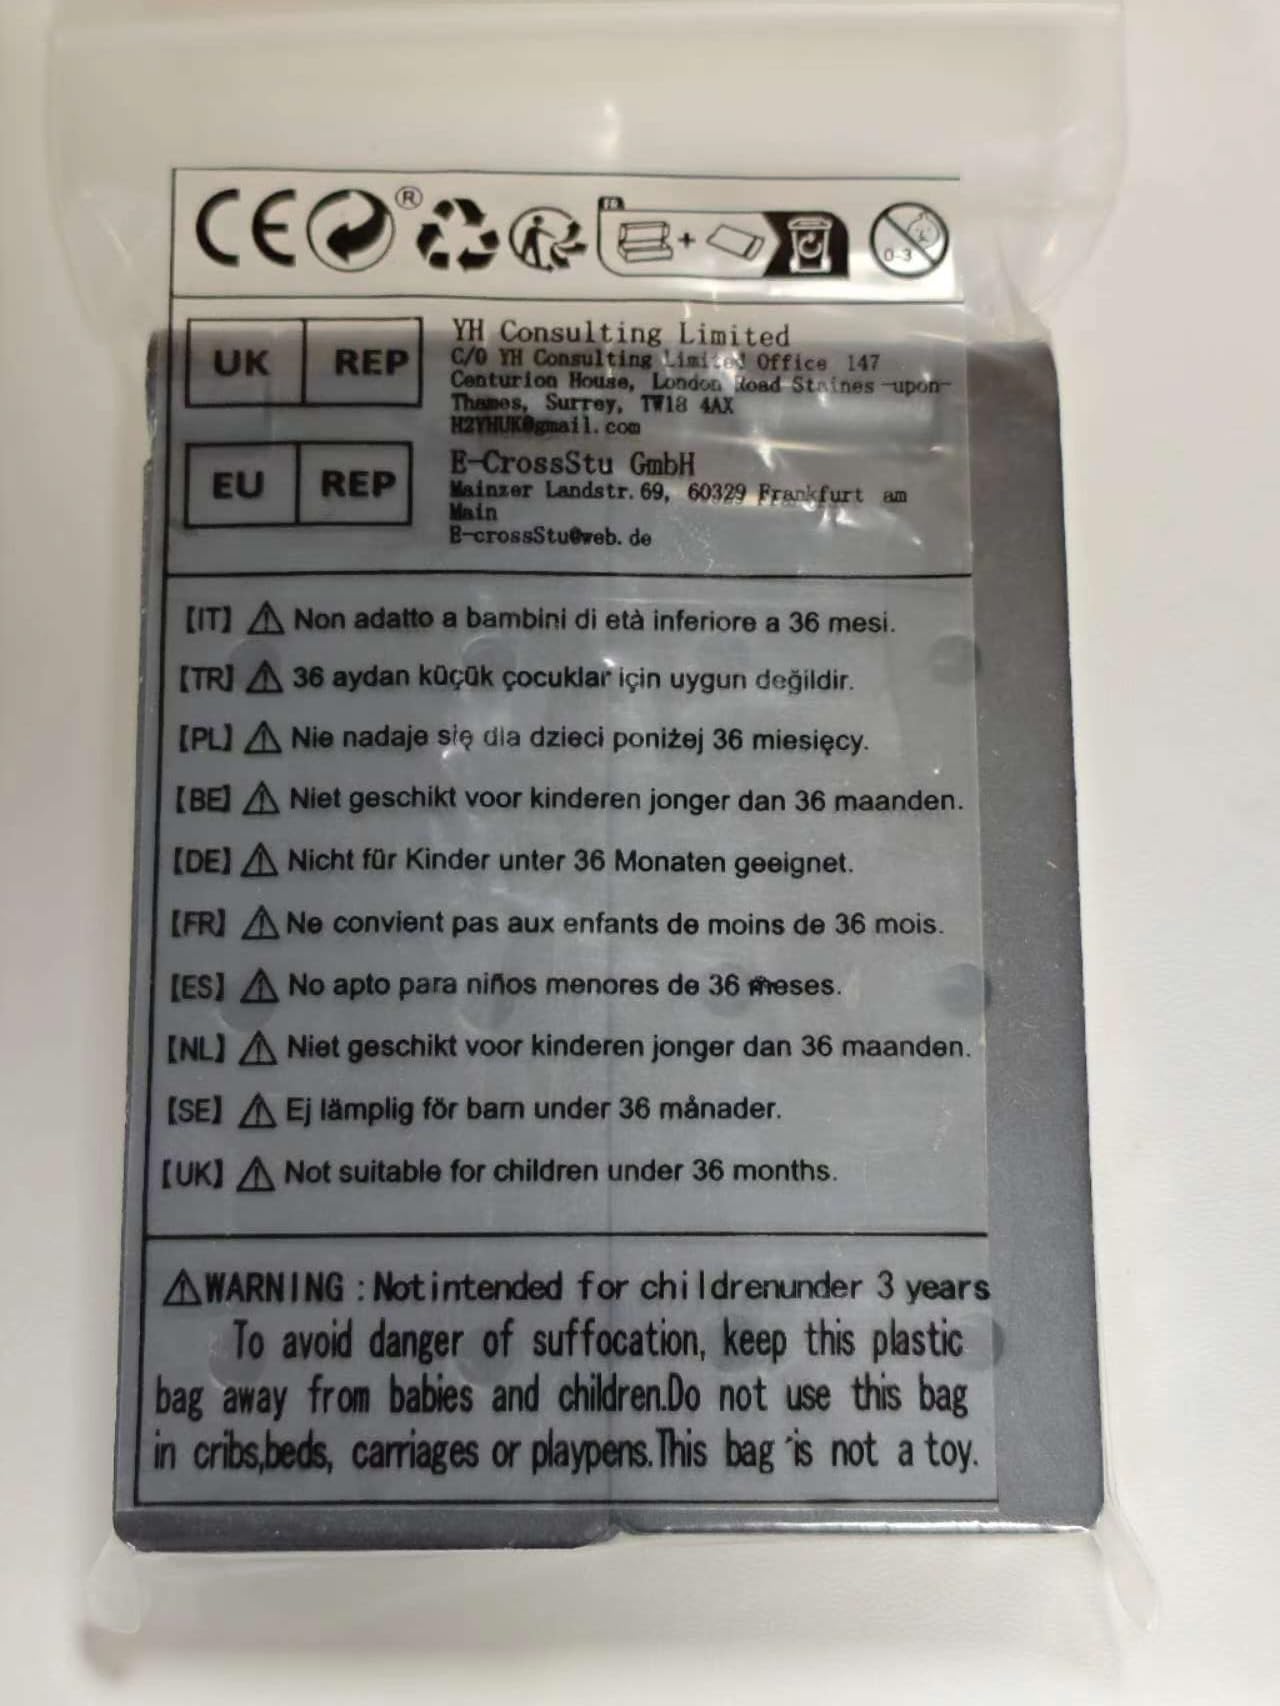 CE ®
FR
+
0-3
UK REP
YH Consulting Limited
C/O YH Consulting Limited Office 147
Centurion House, London Road Staines-upon-
Thames, Surrey, TW18 4AX
H2YHUK@gmail.com
EU REP
E-CrossStu GmbH
Mainzer Landstr.69, 60329 Frankfurt am
Main
E-crossStu@web.de
【IT】 ⚠ Non adatto a bambini di età inferiore a 36 mesi.
【TR】 ⚠ 36 aydan küçük çocuklar için uygun değildir.
【PL】 ⚠ Nie nadaje się dla dzieci poniżej 36 miesięcy.
【BE】 ⚠ Niet geschikt voor kinderen jonger dan 36 maanden.
【DE】 ⚠ Nicht für Kinder unter 36 Monaten geeignet.
【FR】 ⚠ Ne convient pas aux enfants de moins de 36 mois.
【ES】 ⚠ No apto para niños menores de 36 meses.
【NL】 ⚠ Niet geschikt voor kinderen jonger dan 36 maanden.
【SE】 ⚠ Ej lämplig för barn under 36 månader.
【UK】 ⚠ Not suitable for children under 36 months.
⚠WARNING:Notintended for childrenunder 3 years
To avoid danger of suffocation, keep this plastic
bag away from babies and children.Do not use this bag
in cribs,beds, carriages or playpens.This bag is not a toy.